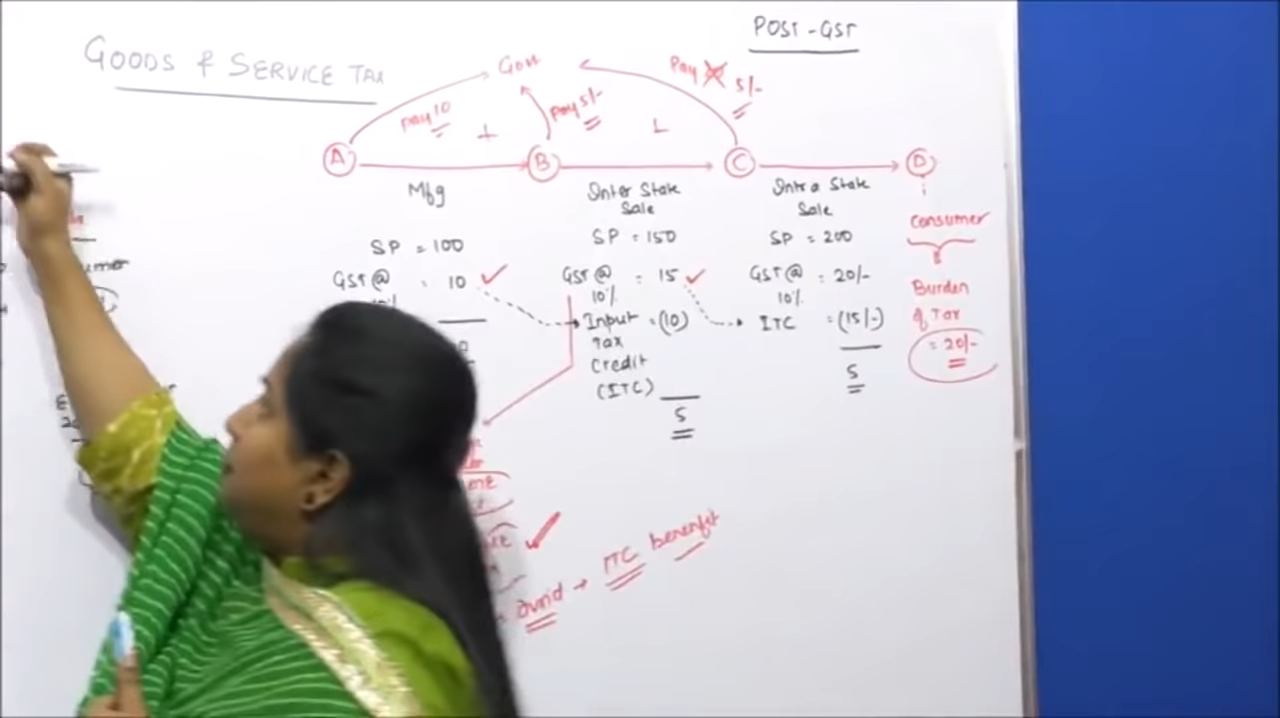 POST-GST
GOODS & SERVICE TAX
Govt
Pay 10
+
Pay 5/-
+
Pay 5/-
A
B
C
D
Mfg
SP = 100
GST@ = 10
10%
Inter State
Sale
SP = 150
GST@ = 15
10%
Input = (10)
Tax
Credit
(ITC)
5
Intra State
Sale
SP = 200
GST@ = 20/-
10%
ITC = (15/-)
5
Consumer
Burden
of Tax
= 20/-
avoid → ITC benefit